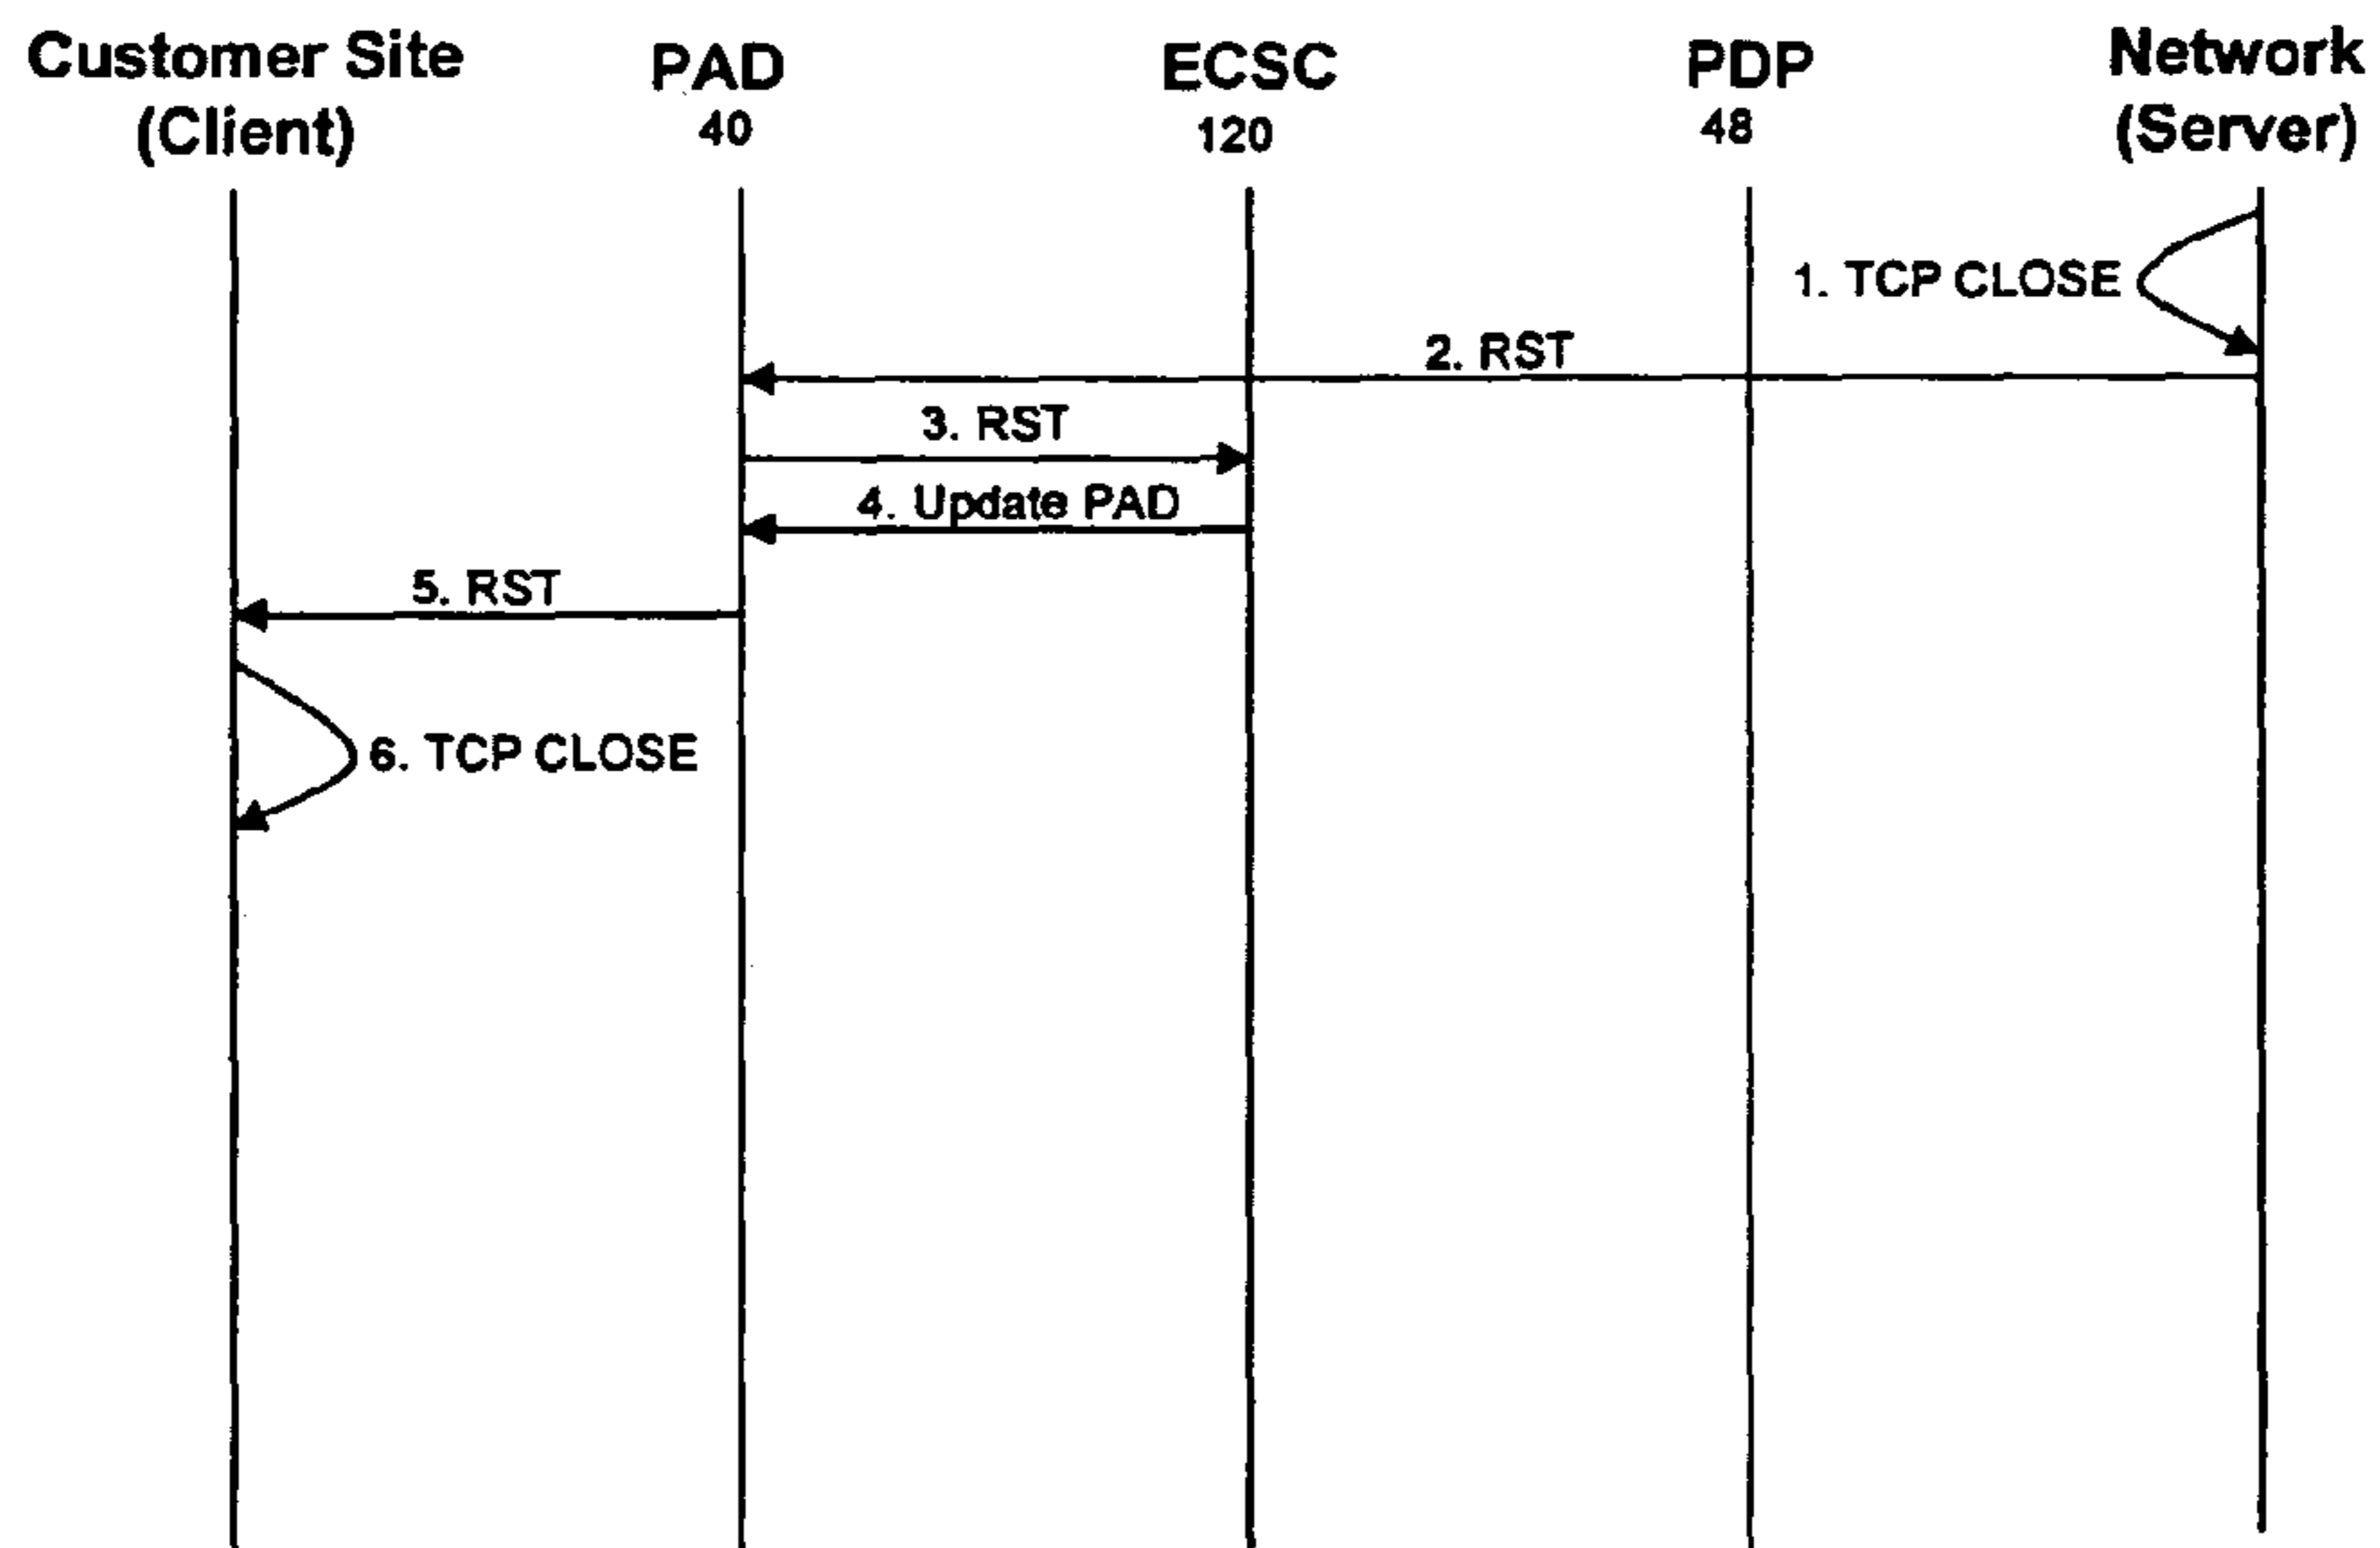 Customer Site
(Client)
PAD
40
ECSC
120
PDP
48
Network
(Server)
1. TCP CLOSE
2. RST
3. RST
4. Update PAD
5. RST
6. TCP CLOSE